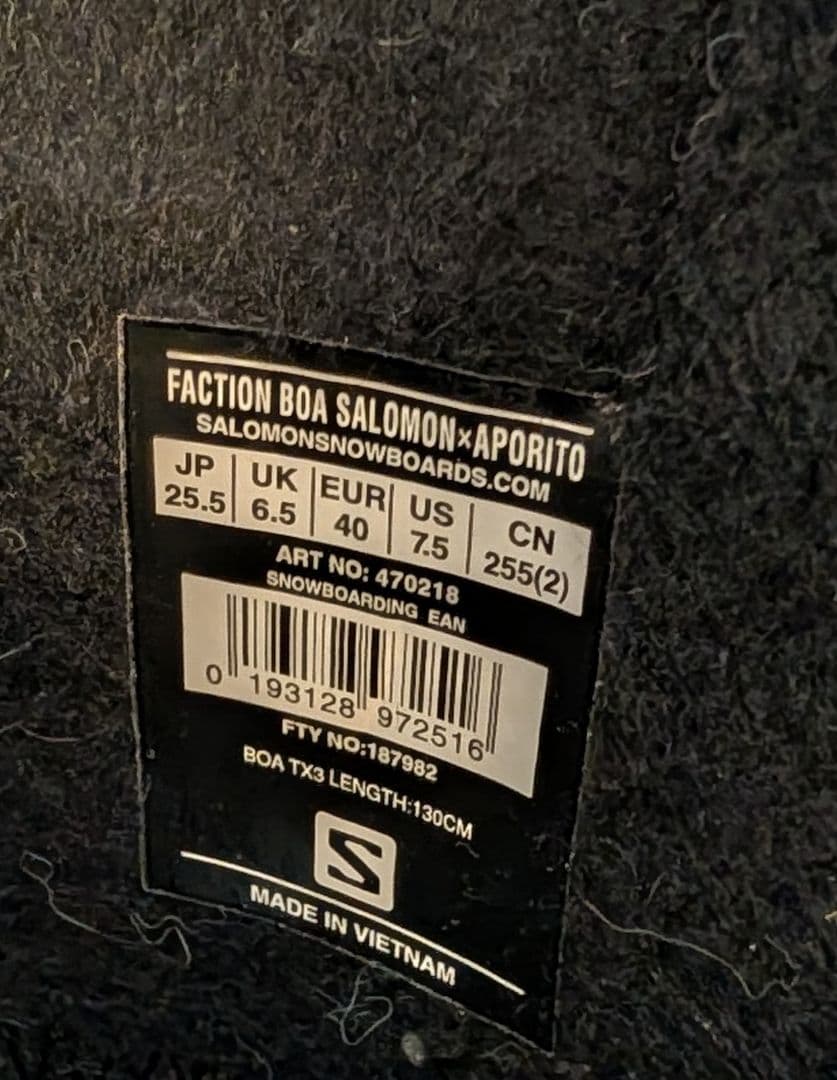 FACTION BOA SALOMON×APORITO
SALOMONSNOWBOARDS.COM
JP UK EUR US CN
25.5 6.5 40 7.5 255(2)
ART NO: 470218
SNOWBOARDING EAN
0 193128 972516
FTY NO:187982
BOA TX3 LENGTH:130CM
S
MADE IN VIETNAM